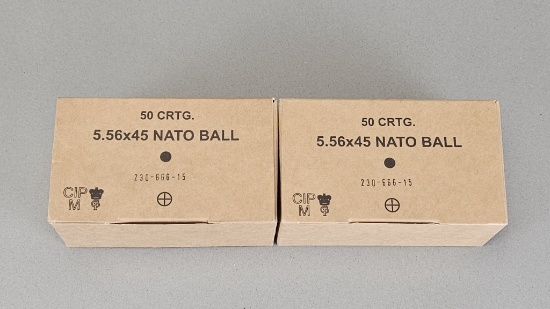 50 CRTG.
5.56x45 NATO BALL
230-666-15
CIP
M
50 CRTG.
5.56x45 NATO BALL
230-666-15
CIP
M